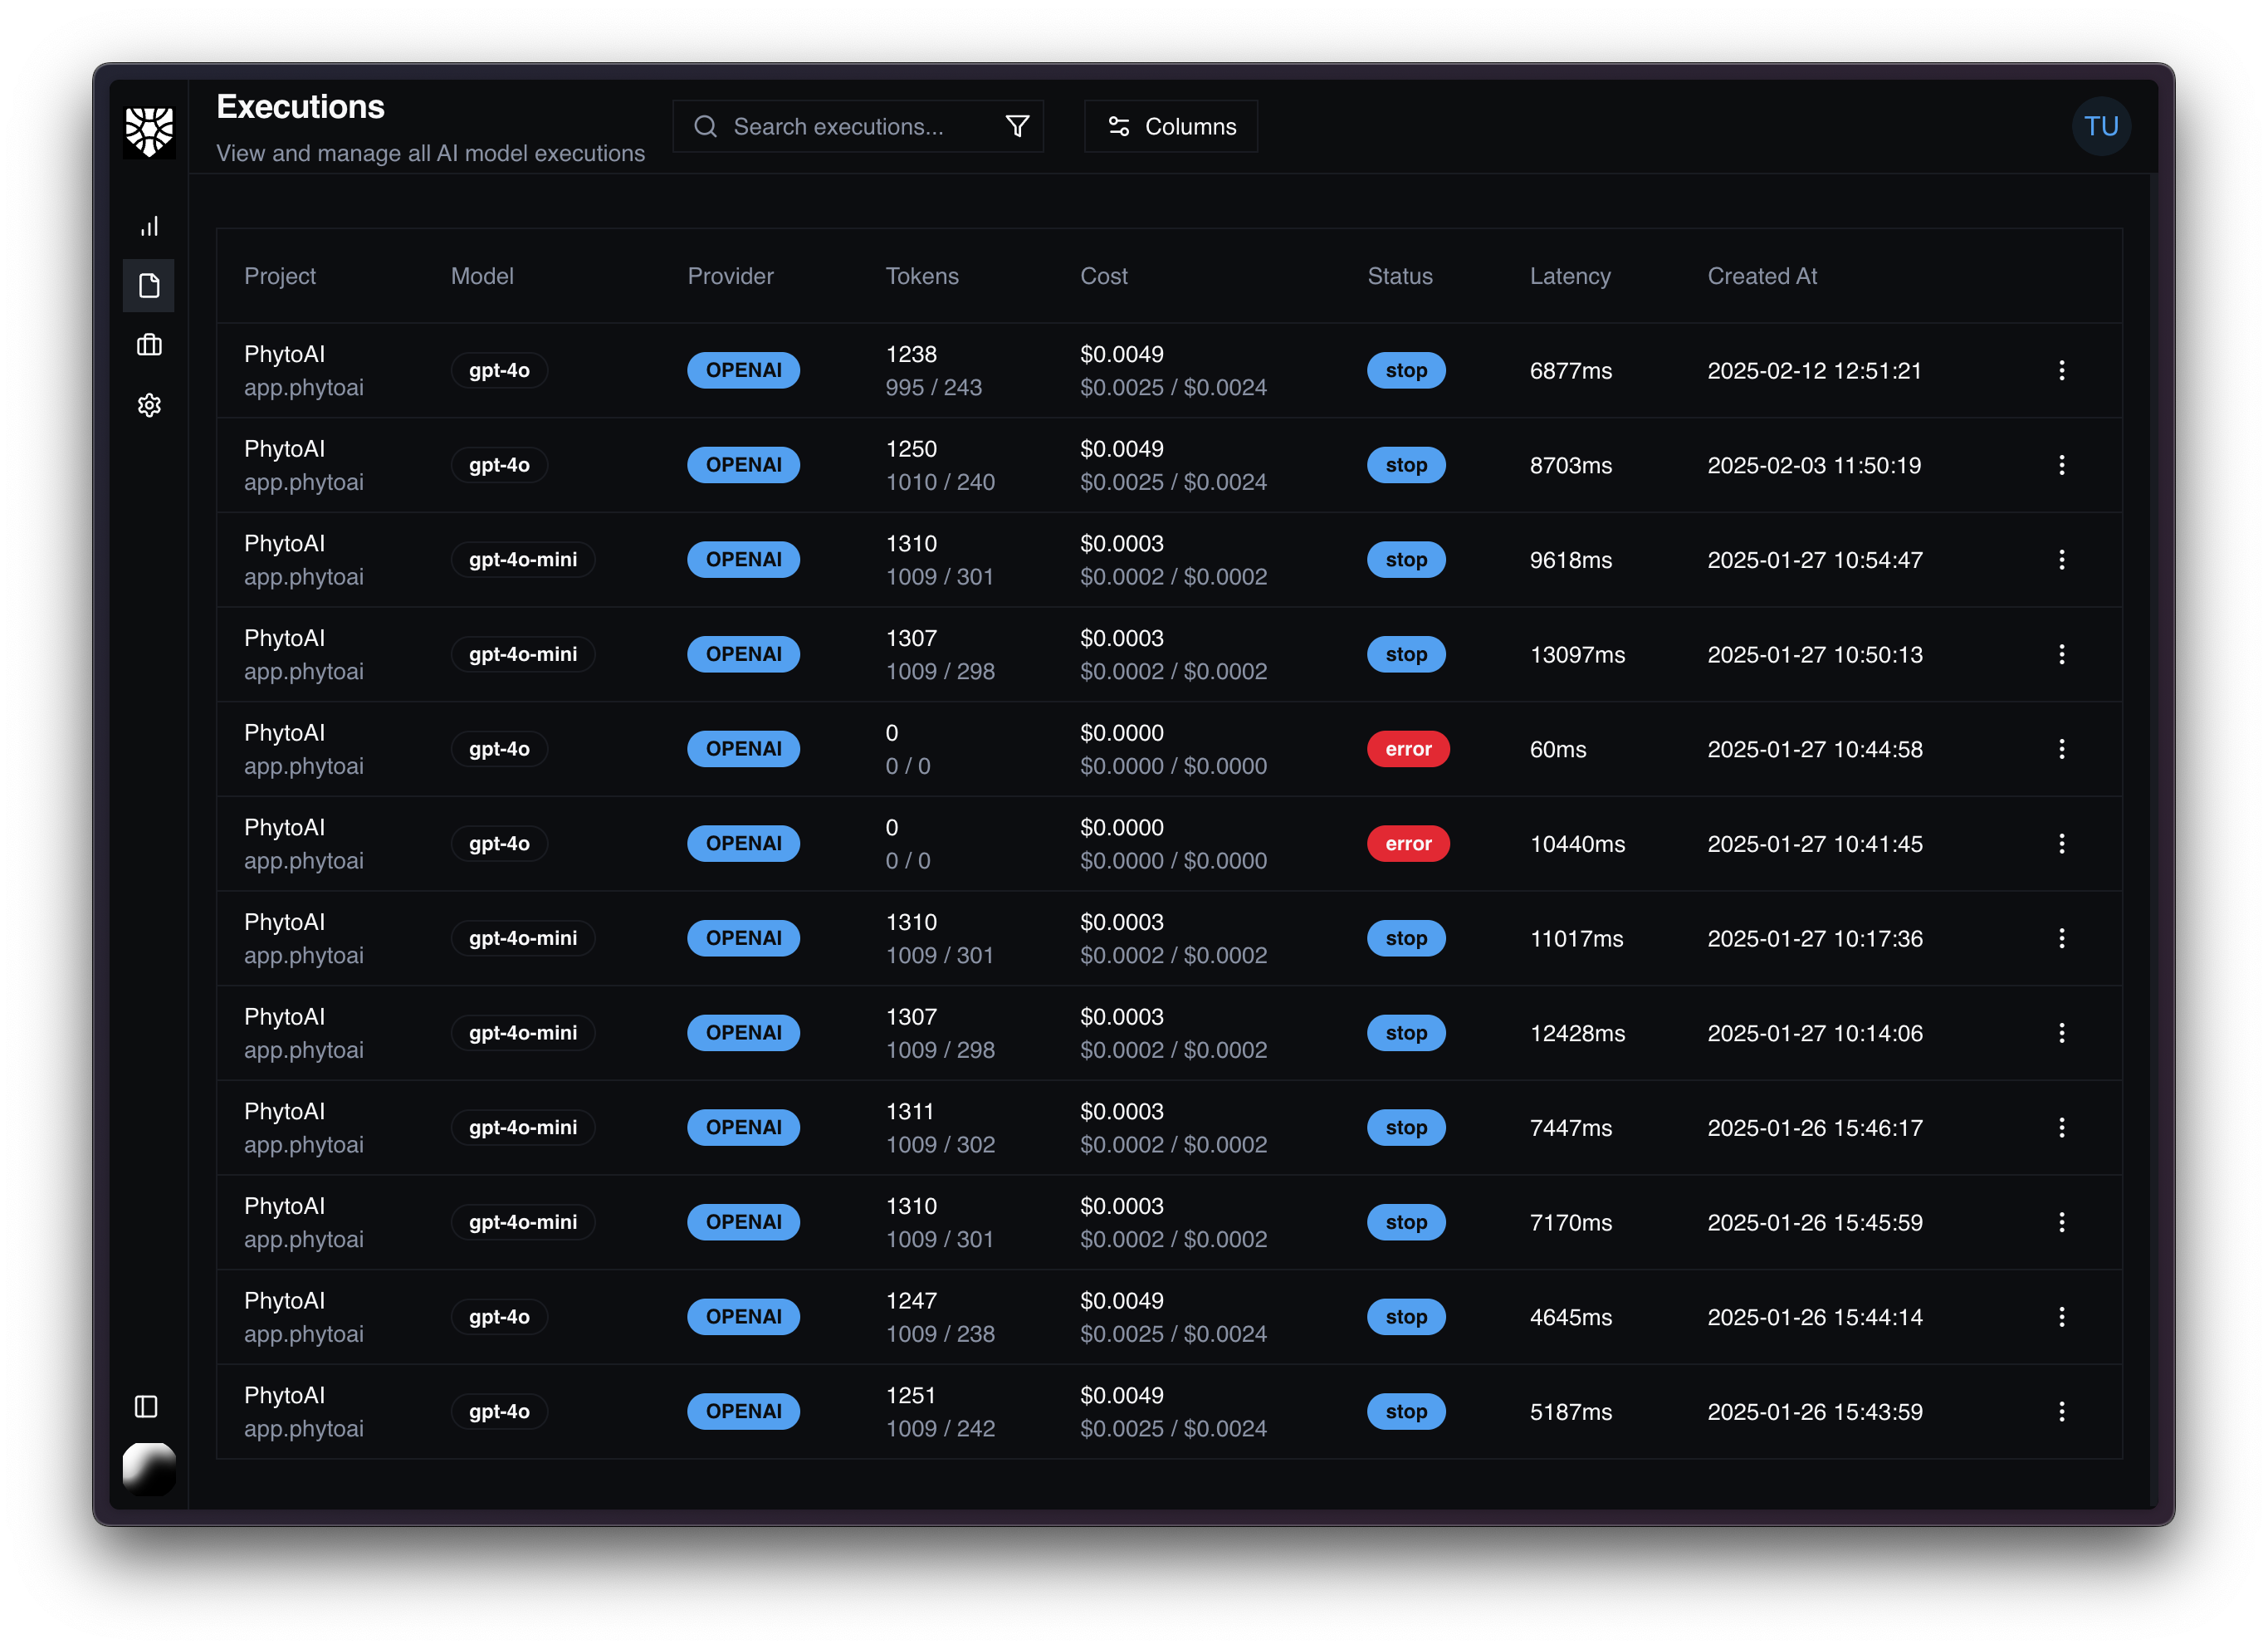 Executions
View and manage all AI model executions
Search executions...
Columns
TU
Project Model Provider Tokens Cost Status Latency Created At
PhytoAI gpt-4o OPENAI 1238 $0.0049 stop 6877ms 2025-02-12 12:51:21
app.phytoai 995 / 243 $0.0025 / $0.0024
PhytoAI gpt-4o OPENAI 1250 $0.0049 stop 8703ms 2025-02-03 11:50:19
app.phytoai 1010 / 240 $0.0025 / $0.0024
PhytoAI gpt-4o-mini OPENAI 1310 $0.0003 stop 9618ms 2025-01-27 10:54:47
app.phytoai 1009 / 301 $0.0002 / $0.0002
PhytoAI gpt-4o-mini OPENAI 1307 $0.0003 stop 13097ms 2025-01-27 10:50:13
app.phytoai 1009 / 298 $0.0002 / $0.0002
PhytoAI gpt-4o OPENAI 0 $0.0000 error 60ms 2025-01-27 10:44:58
app.phytoai 0 / 0 $0.0000 / $0.0000
PhytoAI gpt-4o OPENAI 0 $0.0000 error 10440ms 2025-01-27 10:41:45
app.phytoai 0 / 0 $0.0000 / $0.0000
PhytoAI gpt-4o-mini OPENAI 1310 $0.0003 stop 11017ms 2025-01-27 10:17:36
app.phytoai 1009 / 301 $0.0002 / $0.0002
PhytoAI gpt-4o-mini OPENAI 1307 $0.0003 stop 12428ms 2025-01-27 10:14:06
app.phytoai 1009 / 298 $0.0002 / $0.0002
PhytoAI gpt-4o-mini OPENAI 1311 $0.0003 stop 7447ms 2025-01-26 15:46:17
app.phytoai 1009 / 302 $0.0002 / $0.0002
PhytoAI gpt-4o-mini OPENAI 1310 $0.0003 stop 7170ms 2025-01-26 15:45:59
app.phytoai 1009 / 301 $0.0002 / $0.0002
PhytoAI gpt-4o OPENAI 1247 $0.0049 stop 4645ms 2025-01-26 15:44:14
app.phytoai 1009 / 238 $0.0025 / $0.0024
PhytoAI gpt-4o OPENAI 1251 $0.0049 stop 5187ms 2025-01-26 15:43:59
app.phytoai 1009 / 242 $0.0025 / $0.0024